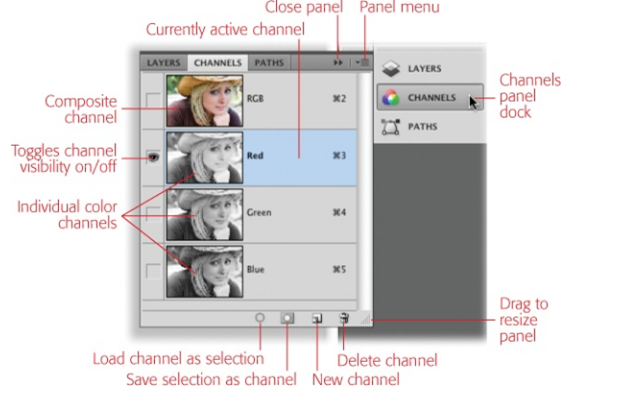 Close panel
Panel menu
Currently active channel
LAYERS CHANNELS PATHS
LAYERS
CHANNELS
PATHS
Channels
panel
dock
Composite
channel
RGB ⌘2
Toggles channel
visibility on/off
Red ⌘3
Individual color
channels
Green ⌘4
Blue ⌘5
Drag to
resize
panel
Load channel as selection
Delete channel
Save selection as channel
New channel